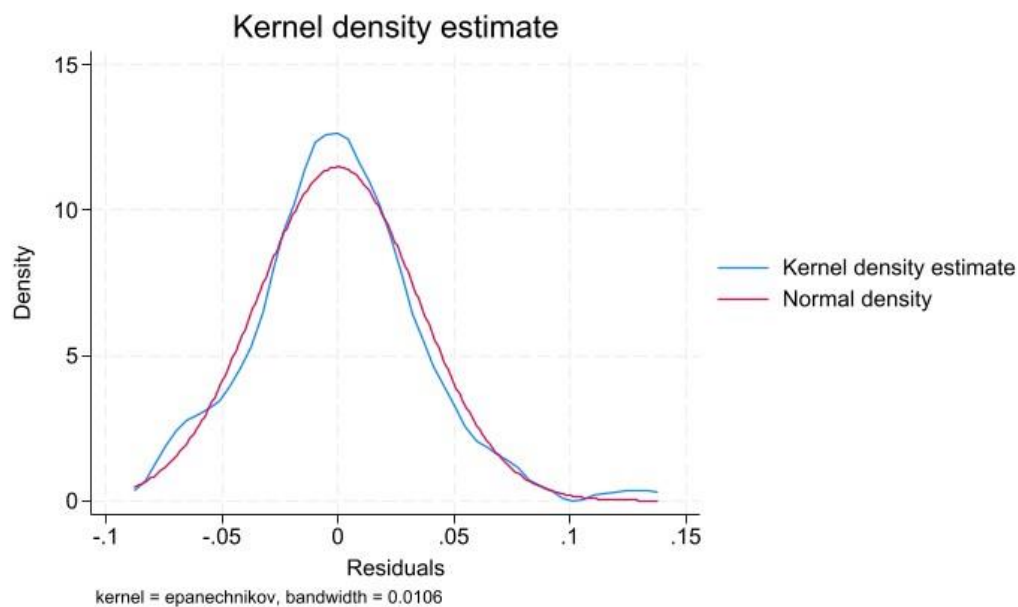 Kernel density estimate
15
10
5
0
Density
-.1
-.05
0
.05
.1
.15
Residuals
Kernel density estimate
Normal density
kernel = epanechnikov, bandwidth = 0.0106